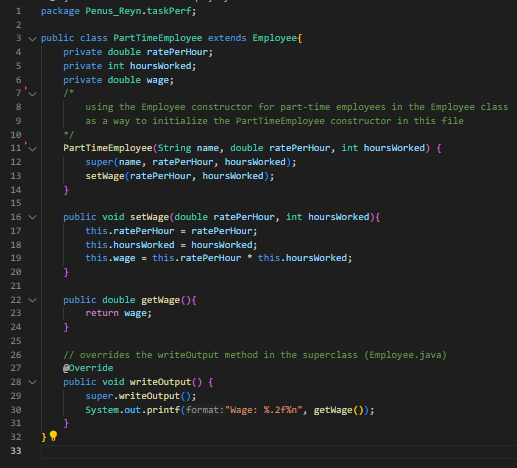 1 package Penus_Reyn.taskPerf;
2
3 public class PartTimeEmployee extends Employee{
4     private double ratePerHour;
5     private int hoursWorked;
6     private double wage;
7     /*
8         using the Employee constructor for part-time employees in the Employee class
9         as a way to initialize the PartTimeEmployee constructor in this file
10     */
11     PartTimeEmployee(String name, double ratePerHour, int hoursWorked) {
12         super(name, ratePerHour, hoursWorked);
13         setWage(ratePerHour, hoursWorked);
14     }
15
16     public void setWage(double ratePerHour, int hoursWorked){
17         this.ratePerHour = ratePerHour;
18         this.hoursWorked = hoursWorked;
19         this.wage = this.ratePerHour * this.hoursWorked;
20     }
21
22     public double getWage(){
23         return wage;
24     }
25
26     // overrides the writeOutput method in the superclass (Employee.java)
27     @Override
28     public void writeOutput() {
29         super.writeOutput();
30         System.out.printf(format:"Wage: %.2f%n", getWage());
31     }
32 }
33